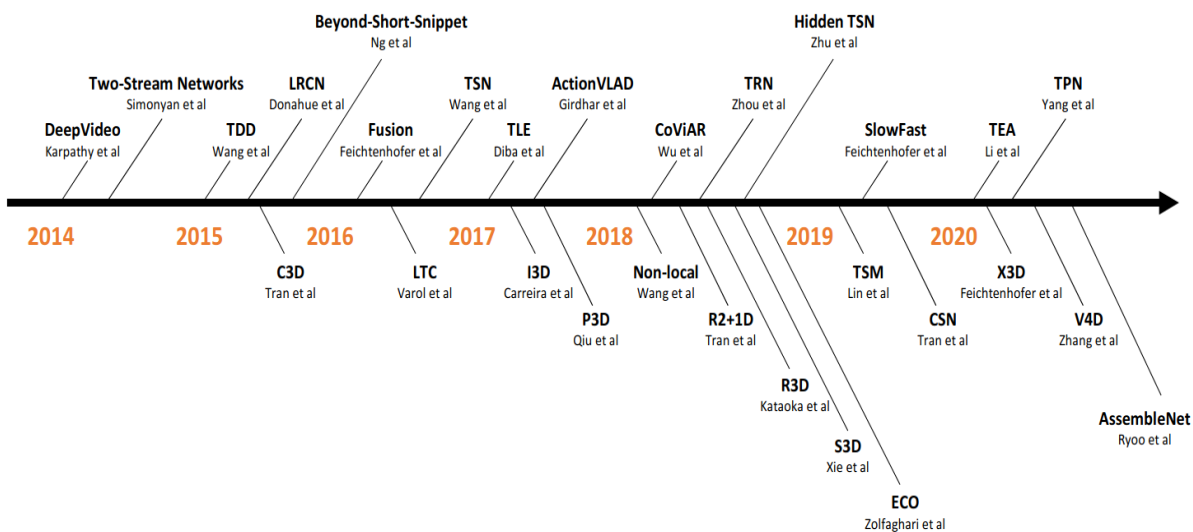 Beyond-Short-Snippet
Ng et al
Hidden TSN
Zhu et al
Two-Stream Networks
Simonyan et al
LRCN
Donahue et al
TSN
Wang et al
ActionVLAD
Girdhar et al
TRN
Zhou et al
TPN
Yang et al
DeepVideo
Karpathy et al
TDD
Wang et al
Fusion
Feichtenhofer et al
TLE
Diba et al
CoViAR
Wu et al
SlowFast
Feichtenhofer et al
TEA
Li et al
2014
2015
2016
2017
2018
2019
2020
C3D
Tran et al
LTC
Varol et al
I3D
Carreira et al
Non-local
Wang et al
TSM
Lin et al
X3D
Feichtenhofer et al
P3D
Qiu et al
R2+1D
Tran et al
CSN
Tran et al
V4D
Zhang et al
R3D
Kataoka et al
AssembleNet
Ryoo et al
S3D
Xie et al
ECO
Zolfaghari et al